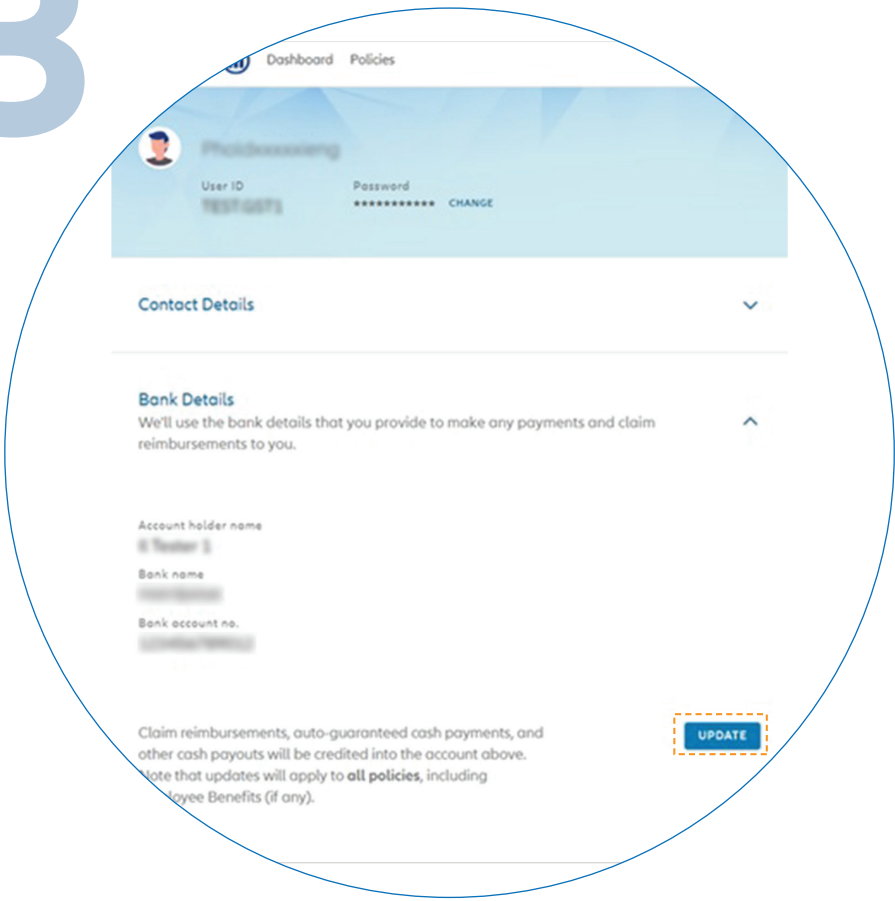 3
Dashboard Policies
User ID Password
*********** CHANGE
Contact Details
Bank Details
We'll use the bank details that you provide to make any payments and claim
reimbursements to you.
Account holder name
Bank name
Bank account no.
Claim reimbursements, auto-guaranteed cash payments, and
other cash payouts will be credited into the account above.
UPDATE
Note that updates will apply to all policies, including
loyee Benefits (if any).